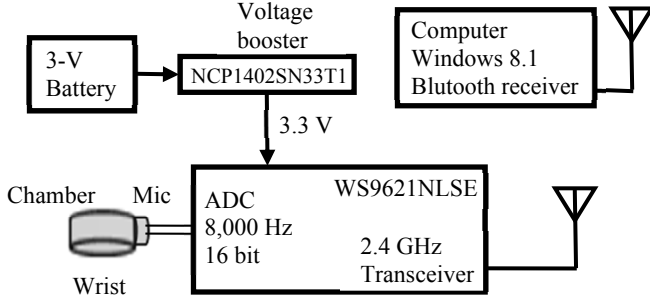 Voltage
booster
3-V
Battery
NCP1402SN33T1
Computer
Windows 8.1
Blutooth receiver
3.3 V
Chamber
Mic
Wrist
ADC
8,000 Hz
16 bit
WS9621NLSE
2.4 GHz
Transceiver